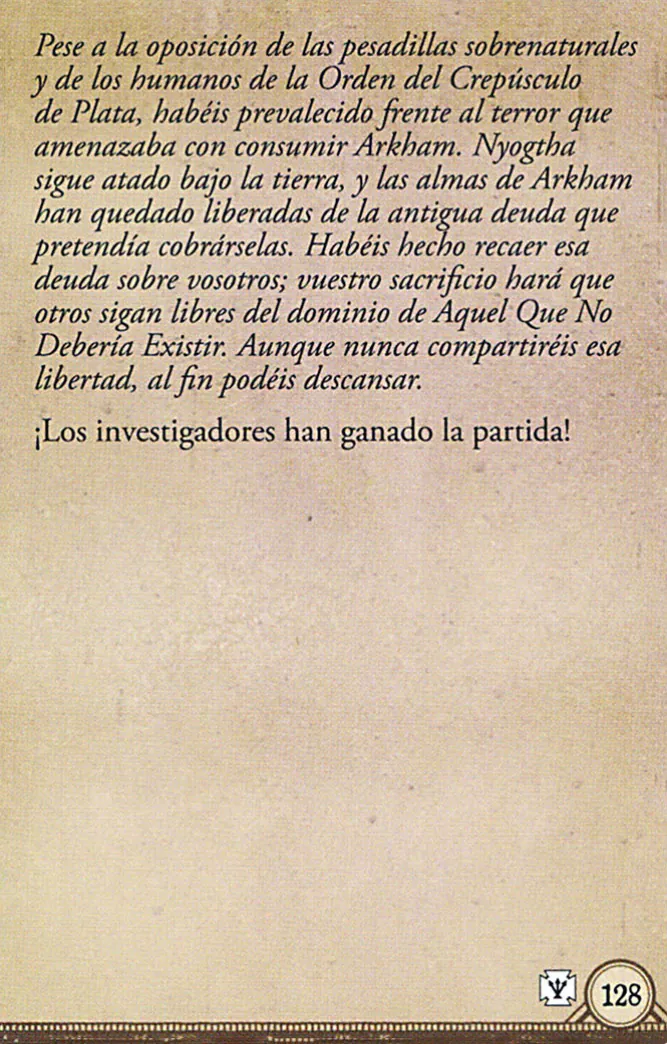 Pese a la oposición de las pesadillas sobrenaturales
y de los humanos de la Orden del Crepúsculo
de Plata, habéis prevalecido frente al terror que
amenazaba con consumir Arkham. Nyogtha
sigue atado bajo la tierra, y las almas de Arkham
han quedado liberadas de la antigua deuda que
pretendía cobrárselas. Habéis hecho recaer esa
deuda sobre vosotros; vuestro sacrificio hará que
otros sigan libres del dominio de Aquel Que No
Debería Existir. Aunque nunca compartiréis esa
libertad, al fin podéis descansar.
¡Los investigadores han ganado la partida!
128